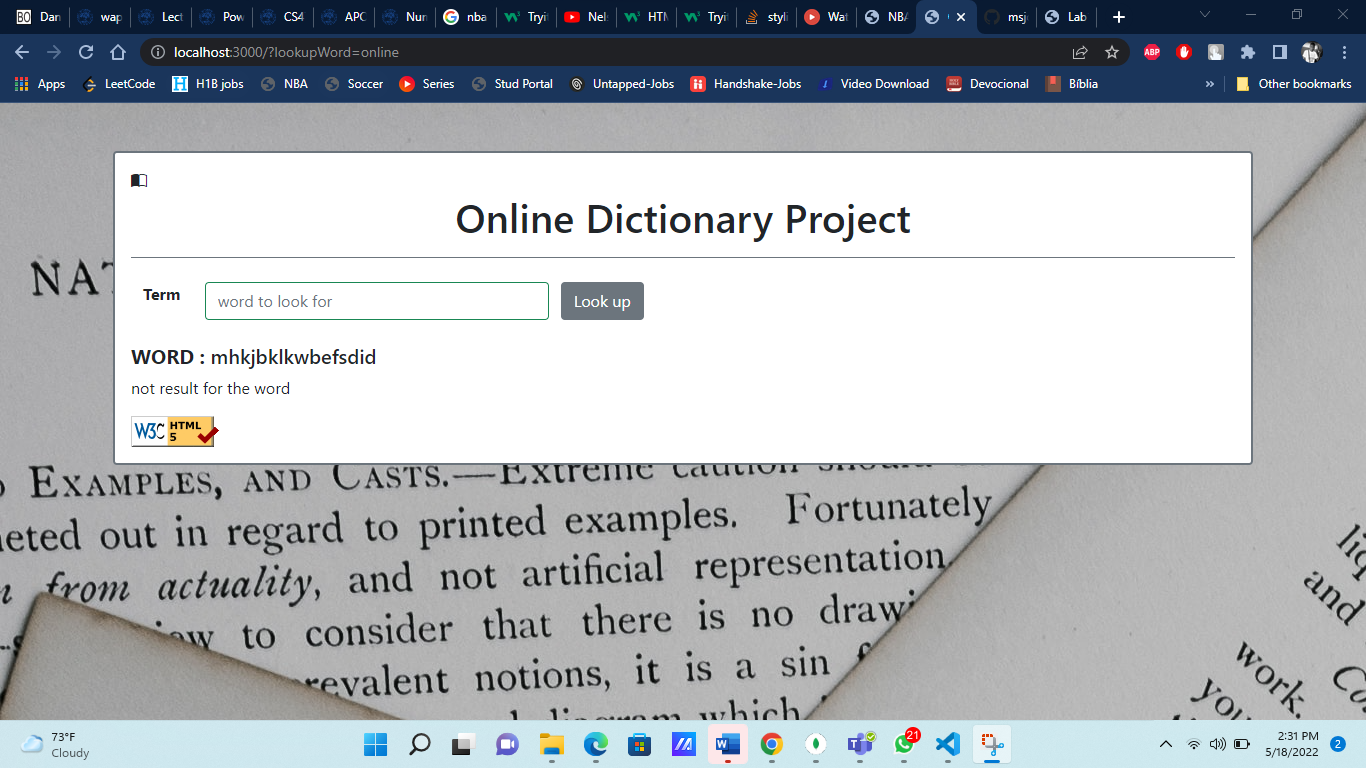 Dan
wap
Lect
Pow
CS4
APC
Nun
nba
Tryit
Nels
HTM
Tryit
styli
Wat
NBA
msj
Lab
localhost:3000/?lookupWord=online
ABP
Apps
LeetCode
H1B jobs
NBA
Soccer
Series
Stud Portal
Untapped-Jobs
Handshake-Jobs
Video Download
Devocional
Bíblia
»
Other bookmarks
Online Dictionary Project
Term
word to look for
Look up
WORD : mhkjbklkwbefsdid
not result for the word
W3C HTML
5
NAT
EXAMPLES, AND CASTS.—Extreme caution should
eted out in regard to printed examples. Fortunately
from actuality, and not artificial representation
to consider that there is no drawi
revalent notions, it is a sin
diagram which
liq
and
work.
you
Co
73°F
Cloudy
21
2:31 PM
5/18/2022
2